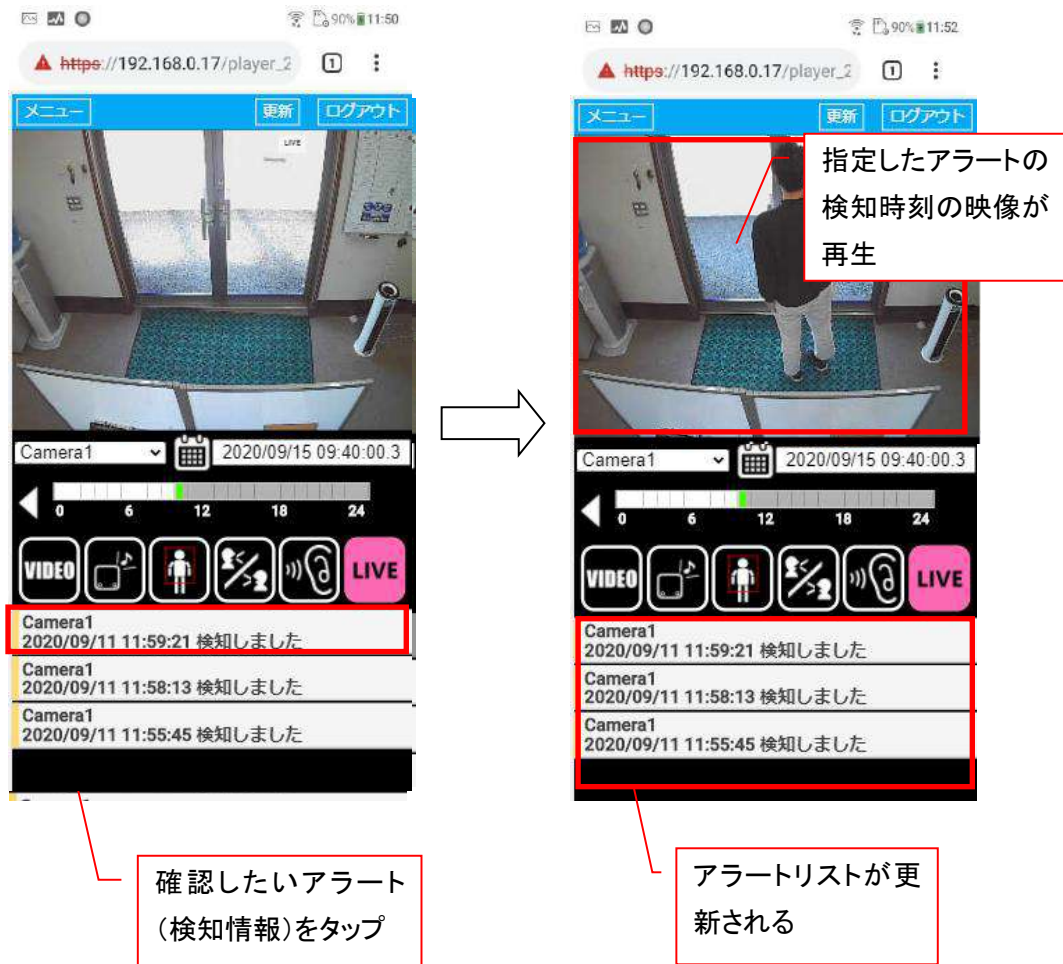 90% 11:50
https://192.168.0.17/player_2
1
メニュー
更新
ログアウト
LIVE
Camera1
2020/09/15 09:40:00.3
0 6 12 18 24
VIDEO
LIVE
Camera1
2020/09/11 11:59:21 検知しました
Camera1
2020/09/11 11:58:13 検知しました
Camera1
2020/09/11 11:55:45 検知しました
確認したいアラート
（検知情報）をタップ
90% 11:52
https://192.168.0.17/player_2
1
メニュー
更新
ログアウト
指定したアラートの
検知時刻の映像が
再生
Camera1
2020/09/15 09:40:00.3
0 6 12 18 24
VIDEO
LIVE
Camera1
2020/09/11 11:59:21 検知しました
Camera1
2020/09/11 11:58:13 検知しました
Camera1
2020/09/11 11:55:45 検知しました
アラートリストが更
新される